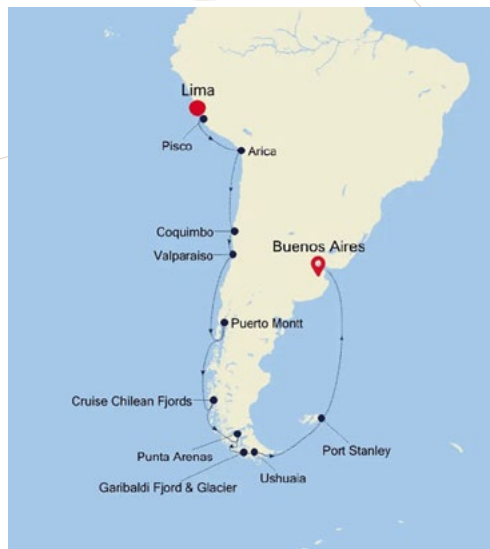 Lima
Pisco
Arica
Coquimbo
Buenos Aires
Valparaiso
Puerto Montt
Cruise Chilean Fjords
Port Stanley
Punta Arenas
Ushuaia
Garibaldi Fjord & Glacier